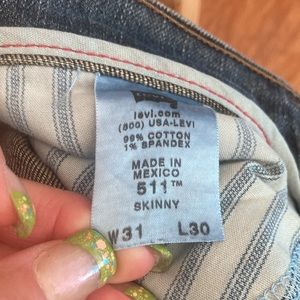 levi.com
(800) USA-LEVI
99% COTTON
1% SPANDEX
MADE IN
MEXICO
511™
SKINNY
W31 L30